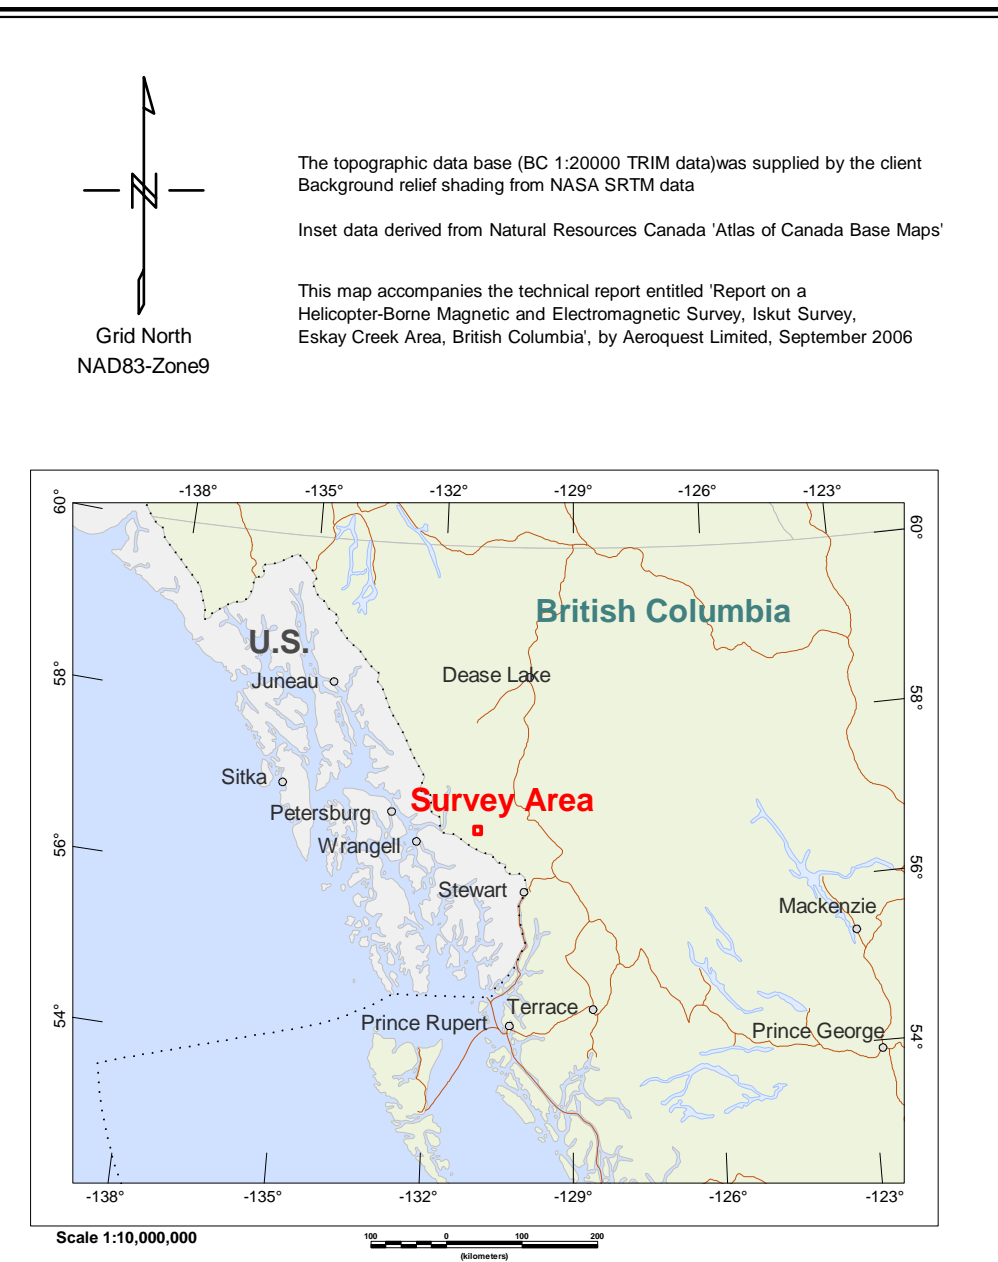 The topographic data base (BC 1:20000 TRIM data)was supplied by the client
Background relief shading from NASA SRTM data
Inset data derived from Natural Resources Canada 'Atlas of Canada Base Maps'
This map accompanies the technical report entitled 'Report on a
Helicopter-Borne Magnetic and Electromagnetic Survey, Iskut Survey,
Eskay Creek Area, British Columbia', by Aeroquest Limited, September 2006
N
Grid North
NAD83-Zone9
-138° -135° -132° -129° -126° -123°
60° 60°
British Columbia
U.S.
58° Juneau Dease Lake 58°
Sitka
Survey Area
Petersburg
Wrangell
56° 56°
Stewart
Mackenzie
54° Prince Rupert Terrace Prince George 54°
-138° -135° -132° -129° -126° -123°
Scale 1:10,000,000
100 0 100 200
(kilometers)